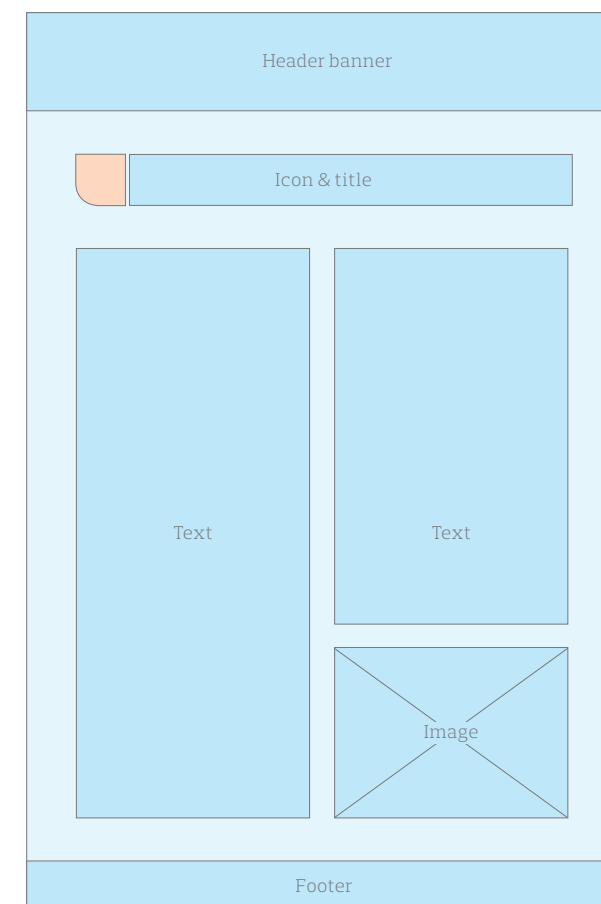 Header banner
Icon & title
Text
Text
Image
Footer